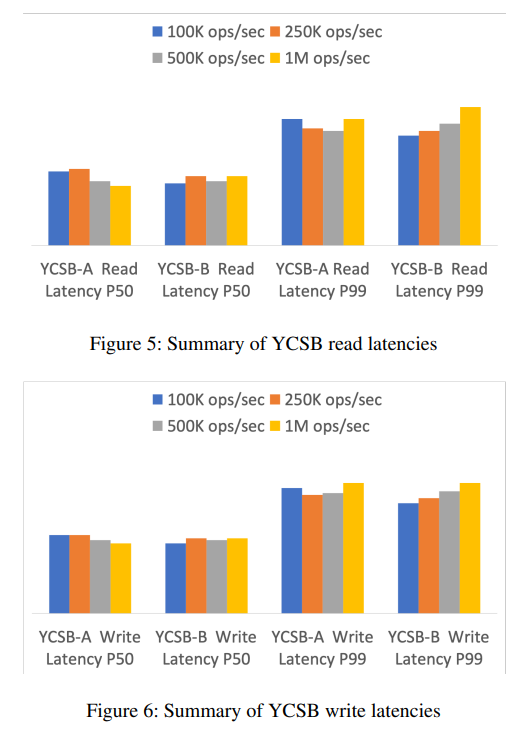 100K ops/sec 250K ops/sec
500K ops/sec 1M ops/sec
YCSB-A Read YCSB-B Read YCSB-A Read YCSB-B Read
Latency P50 Latency P50 Latency P99 Latency P99
Figure 5: Summary of YCSB read latencies
100K ops/sec 250K ops/sec
500K ops/sec 1M ops/sec
YCSB-A Write YCSB-B Write YCSB-A Write YCSB-B Write
Latency P50 Latency P50 Latency P99 Latency P99
Figure 6: Summary of YCSB write latencies